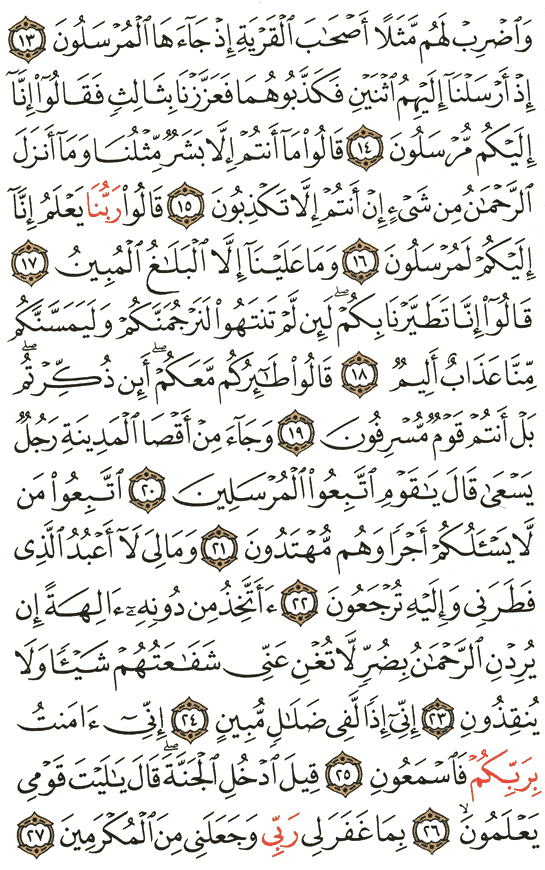 وَٱضۡرِبۡ لَهُم مَّثَلًا أَصۡحَٰبَ ٱلۡقَرۡيَةِ إِذۡ جَآءَهَا ٱلۡمُرۡسَلُونَ ١٣
إِذۡ أَرۡسَلۡنَآ إِلَيۡهِمُ ٱثۡنَيۡنِ فَكَذَّبُوهُمَا فَعَزَّزۡنَا بِثَالِثٖ فَقَالُوٓاْ إِنَّآ
إِلَيۡكُم مُّرۡسَلُونَ ١٤ قَالُواْ مَآ أَنتُمۡ إِلَّا بَشَرٞ مِّثۡلُنَا وَمَآ أَنزَلَ
ٱلرَّحۡمَٰنُ مِن شَيۡءٍ إِنۡ أَنتُمۡ إِلَّا تَكۡذِبُونَ ١٥ قَالُواْ رَبُّنَا يَعۡلَمُ إِنَّآ
إِلَيۡكُمۡ لَمُرۡسَلُونَ ١٦ وَمَا عَلَيۡنَآ إِلَّا ٱلۡبَلَٰغُ ٱلۡمُبِينُ ١٧
قَالُوٓاْ إِنَّا تَطَيَّرۡنَا بِكُمۡۖ لَئِن لَّمۡ تَنتَهُواْ لَنَرۡجُمَنَّكُمۡ وَلَيَمَسَّنَّكُم
مِّنَّا عَذَابٌ أَلِيمٞ ١٨ قَالُواْ طَٰٓئِرُكُم مَّعَكُمۡۖ أَئِن ذُكِّرۡتُمۖ
بَلۡ أَنتُمۡ قَوۡمٞ مُّسۡرِفُونَ ١٩ وَجَآءَ مِنۡ أَقۡصَا ٱلۡمَدِينَةِ رَجُلٞ
يَسۡعَىٰ قَالَ يَٰقَوۡمِ ٱتَّبِعُواْ ٱلۡمُرۡسَلِينَ ٢٠ ٱتَّبِعُواْ مَن
لَّا يَسۡـَٔلُكُمۡ أَجۡرٗا وَهُم مُّهۡتَدُونَ ٢١ وَمَالِيَ لَآ أَعۡبُدُ ٱلَّذِي
فَطَرَنِي وَإِلَيۡهِ تُرۡجَعُونَ ٢٢ ءَأَتَّخِذُ مِن دُونِهِۦٓ ءَالِهَةً إِن
يُرِدۡنِ ٱلرَّحۡمَٰنُ بِضُرّٖ لَّا تُغۡنِ عَنِّي شَفَٰعَتُهُمۡ شَيۡـٔٗا وَلَا
يُنقِذُونِ ٢٣ إِنِّيٓ إِذٗا لَّفِي ضَلَٰلٖ مُّبِينٍ ٢٤ إِنِّيٓ ءَامَنتُ
بِرَبِّكُمۡ فَٱسۡمَعُونِ ٢٥ قِيلَ ٱدۡخُلِ ٱلۡجَنَّةَۖ قَالَ يَٰلَيۡتَ قَوۡمِي
يَعۡلَمُونَۙ ٢٦ بِمَا غَفَرَ لِي رَبِّي وَجَعَلَنِي مِنَ ٱلۡمُكۡرَمِينَ ٢٧